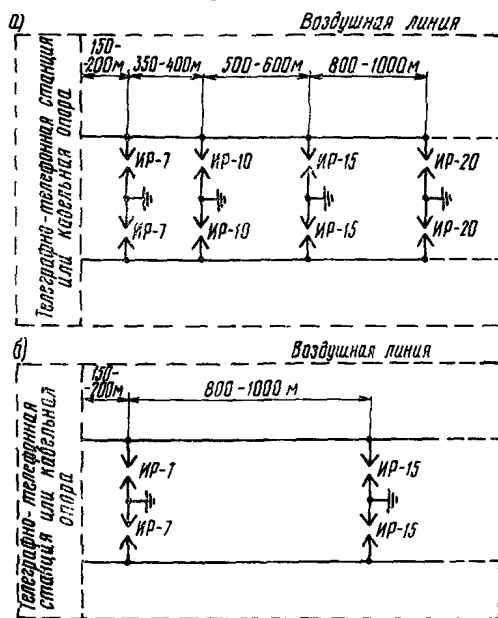 а)
Воздушная линия
150-
-200м
350-400м
500-600м
800-1000м
Телеграфно-телефонная станция
или кабельная опора
ИР-7
ИР-10
ИР-15
ИР-20
ИР-7
ИР-10
ИР-15
ИР-20
б)
Воздушная линия
150-
-200м
800-1000 м
Телеграфно-телефонная
станция или кабельная
опора
ИР-7
ИР-15
ИР-7
ИР-15